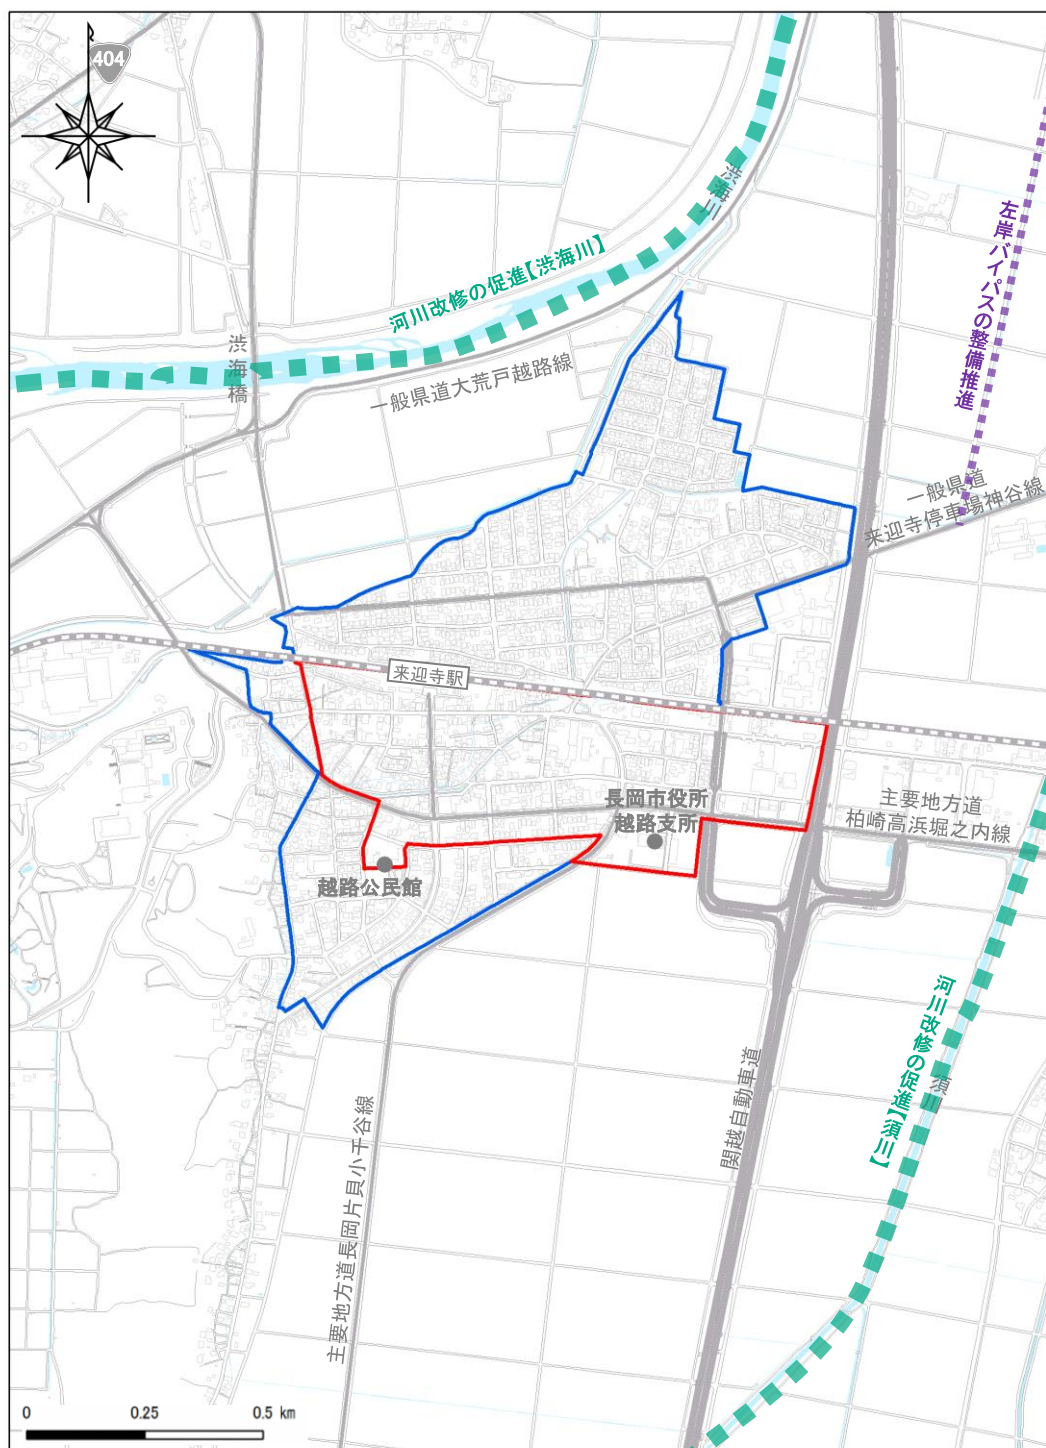 404
渋海川
左岸バイパスの整備推進
河川改修の促進【渋海川】
渋海橋
一般県道大荒戸越路線
一般県道
来迎寺停車場神谷線
来迎寺駅
長岡市役所
越路支所
主要地方道
柏崎高浜堀之内線
越路公民館
河川改修の促進【須川】
須川
関越自動車道
主要地方道長岡片貝小千谷線
0 0.25 0.5 km